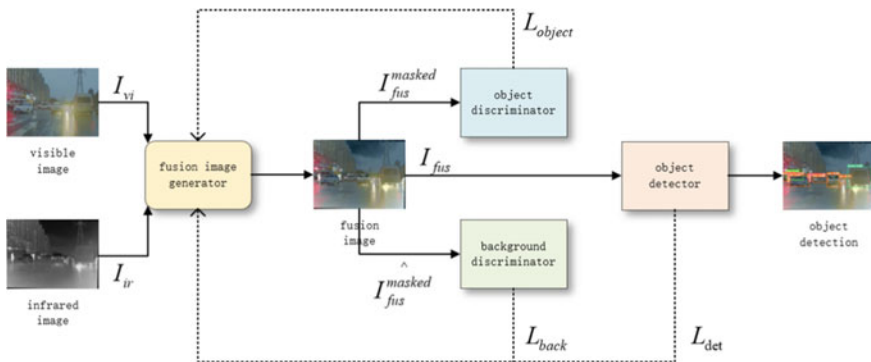 L_object
I_vi
I_fus^masked
object
discriminator
visible
image
fusion image
generator
I_fus
object
detector
fusion
image
object
detection
background
discriminator
I_ir
Î_fus^masked
infrared
image
L_back
L_det